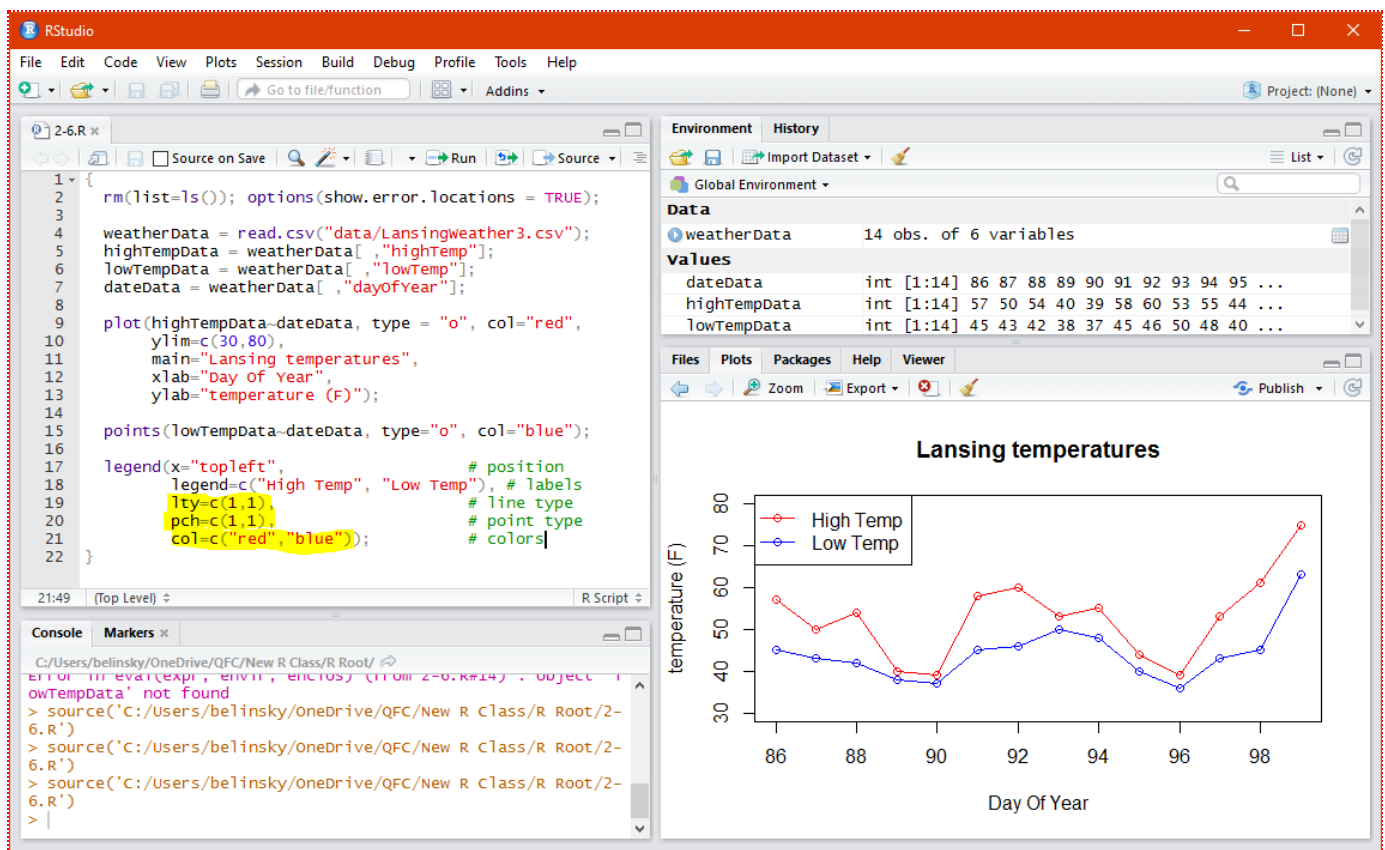 RStudio
File Edit Code View Plots Session Build Debug Profile Tools Help
Go to file/function Addins Project: (None)
2-6.R
Source on Save Run Source
1 {
2 rm(list=ls()); options(show.error.locations = TRUE);
3
4 weatherData = read.csv("data/LansingWeather3.csv");
5 highTempData = weatherData[ ,"highTemp"];
6 lowTempData = weatherData[ ,"lowTemp"];
7 dateData = weatherData[ ,"dayOfYear"];
8
9 plot(highTempData~dateData, type = "o", col="red",
10 ylim=c(30,80),
11 main="Lansing temperatures",
12 xlab="Day Of Year",
13 ylab="temperature (F)");
14
15 points(lowTempData~dateData, type="o", col="blue");
16
17 legend(x="topleft", # position
18 legend=c("High Temp", "Low Temp"), # labels
19 lty=c(1,1), # line type
20 pch=c(1,1), # point type
21 col=c("red","blue")); # colors
22 }
21:49 (Top Level) R Script
Console Markers
C:/Users/belinsky/OneDrive/QFC/New R Class/R Root/
Error in eval(expr, envir, enclos) (from 2-6.R#14) : object 'l
owTempData' not found
> source('C:/Users/belinsky/OneDrive/QFC/New R Class/R Root/2-
6.R')
> source('C:/Users/belinsky/OneDrive/QFC/New R Class/R Root/2-
6.R')
> source('C:/Users/belinsky/OneDrive/QFC/New R Class/R Root/2-
6.R')
>
Environment History
Import Dataset List
Global Environment
Data
weatherData 14 obs. of 6 variables
values
dateData int [1:14] 86 87 88 89 90 91 92 93 94 95 ...
highTempData int [1:14] 57 50 54 40 39 58 60 53 55 44 ...
lowTempData int [1:14] 45 43 42 38 37 45 46 50 48 40 ...
Files Plots Packages Help Viewer
Zoom Export Publish
Lansing temperatures
High Temp
Low Temp
temperature (F)
80
70
60
50
40
30
86 88 90 92 94 96 98
Day Of Year